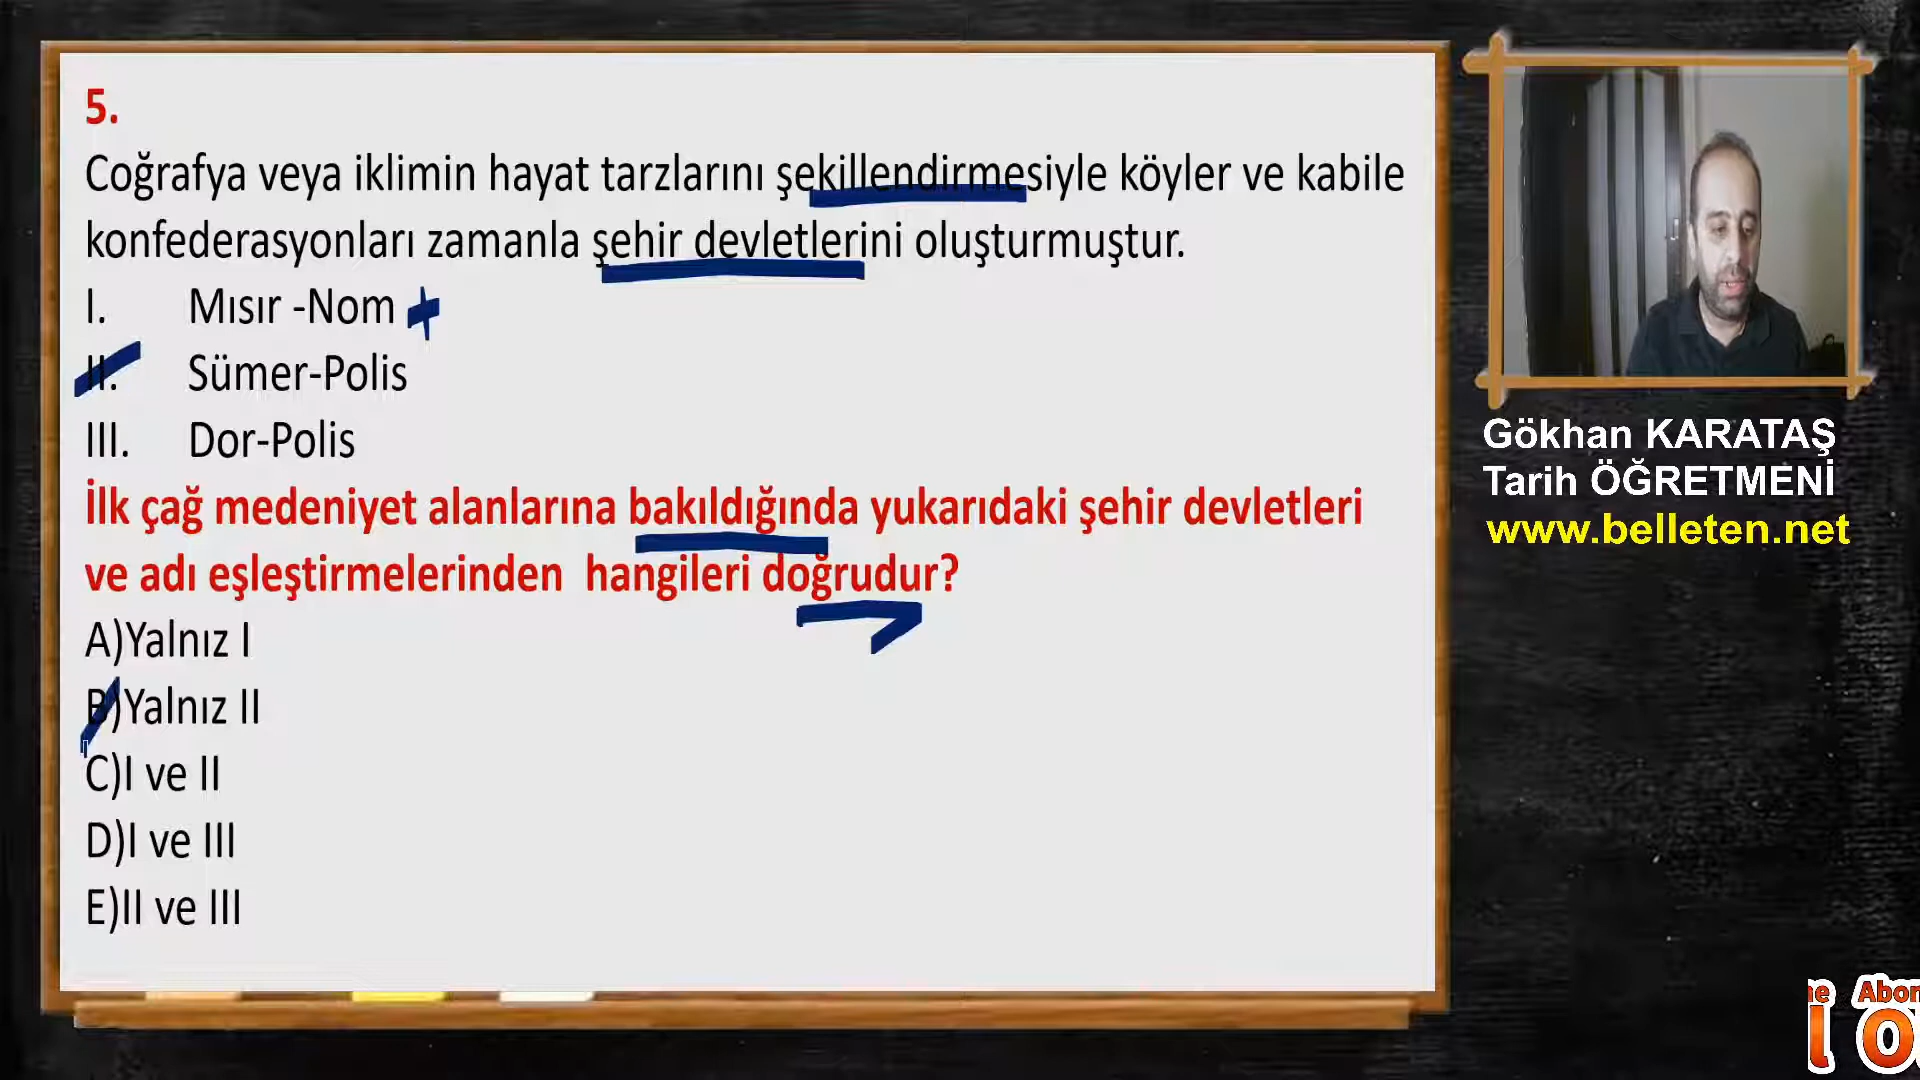 5.
Coğrafya veya iklimin hayat tarzlarını şekillendirmesiyle köyler ve kabile
konfederasyonları zamanla şehir devletlerini oluşturmuştur.
I. Mısır -Nom
II. Sümer-Polis
III. Dor-Polis
İlk çağ medeniyet alanlarına bakıldığında yukarıdaki şehir devletleri
ve adı eşleştirmelerinden hangileri doğrudur?
A)Yalnız I
B)Yalnız II
C)I ve II
D)I ve III
E)II ve III
Gökhan KARATAŞ
Tarih ÖĞRETMENİ
www.belleten.net